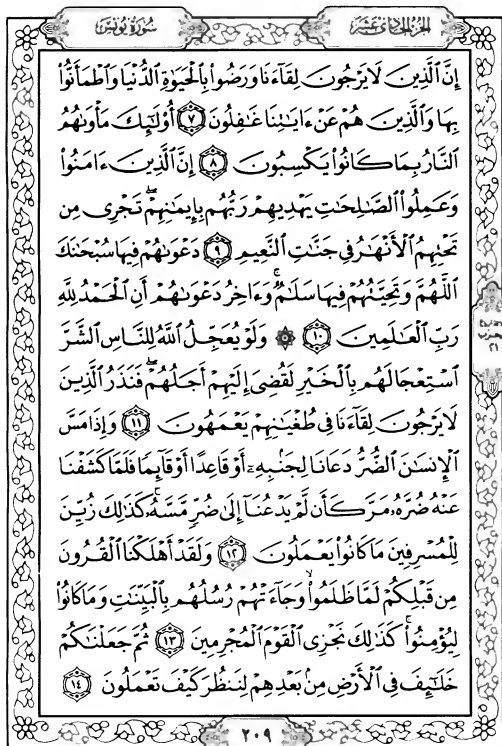 الجزء الحادي عشر
سورة يونس
إِنَّ ٱلَّذِينَ لَا يَرْجُونَ لِقَآءَنَا وَرَضُوا۟ بِٱلْحَيَوٰةِ ٱلدُّنْيَا وَٱطْمَأَنُّوا۟
بِهَا وَٱلَّذِينَ هُمْ عَنْ ءَايَـٰتِنَا غَـٰفِلُونَ ٧ أُو۟لَـٰٓئِكَ مَأْوَىٰهُمُ
ٱلنَّارُ بِمَا كَانُوا۟ يَكْسِبُونَ ٨ إِنَّ ٱلَّذِينَ ءَامَنُوا۟
وَعَمِلُوا۟ ٱلصَّـٰلِحَـٰتِ يَهْدِيهِمْ رَبُّهُم بِإِيمَـٰنِهِمْ ۖ تَجْرِى مِن
تَحْتِهِمُ ٱلْأَنْهَـٰرُ فِى جَنَّـٰتِ ٱلنَّعِيمِ ٩ دَعْوَىٰهُمْ فِيهَا سُبْحَـٰنَكَ
ٱللَّهُمَّ وَتَحِيَّتُهُمْ فِيهَا سَلَـٰمٌ ۚ وَءَاخِرُ دَعْوَىٰهُمْ أَنِ ٱلْحَمْدُ لِلَّهِ
رَبِّ ٱلْعَـٰلَمِينَ ١٠ ۞ وَلَوْ يُعَجِّلُ ٱللَّهُ لِلنَّاسِ ٱلشَّرَّ
ٱسْتِعْجَالَهُم بِٱلْخَيْرِ لَقُضِىَ إِلَيْهِمْ أَجَلُهُمْ ۖ فَنَذَرُ ٱلَّذِينَ
لَا يَرْجُونَ لِقَآءَنَا فِى طُغْيَـٰنِهِمْ يَعْمَهُونَ ١١ وَإِذَا مَسَّ
ٱلْإِنسَـٰنَ ٱلضُّرُّ دَعَانَا لِجَنۢبِهِۦٓ أَوْ قَاعِدًا أَوْ قَآئِمًا فَلَمَّا كَشَفْنَا
عَنْهُ ضُرَّهُۥ مَرَّ كَأَن لَّمْ يَدْعُنَآ إِلَىٰ ضُرٍّ مَّسَّهُۥ ۚ كَذَٰلِكَ زُيِّنَ
لِلْمُسْرِفِينَ مَا كَانُوا۟ يَعْمَلُونَ ١٢ وَلَقَدْ أَهْلَكْنَا ٱلْقُرُونَ
مِن قَبْلِكُمْ لَمَّا ظَلَمُوا۟ ۙ وَجَآءَتْهُمْ رُسُلُهُم بِٱلْبَيِّنَـٰتِ وَمَا كَانُوا۟
لِيُؤْمِنُوا۟ ۚ كَذَٰلِكَ نَجْزِى ٱلْقَوْمَ ٱلْمُجْرِمِينَ ١٣ ثُمَّ جَعَلْنَـٰكُمْ
خَلَـٰٓئِفَ فِى ٱلْأَرْضِ مِنۢ بَعْدِهِمْ لِنَنظُرَ كَيْفَ تَعْمَلُونَ ١٤
٢٠٩